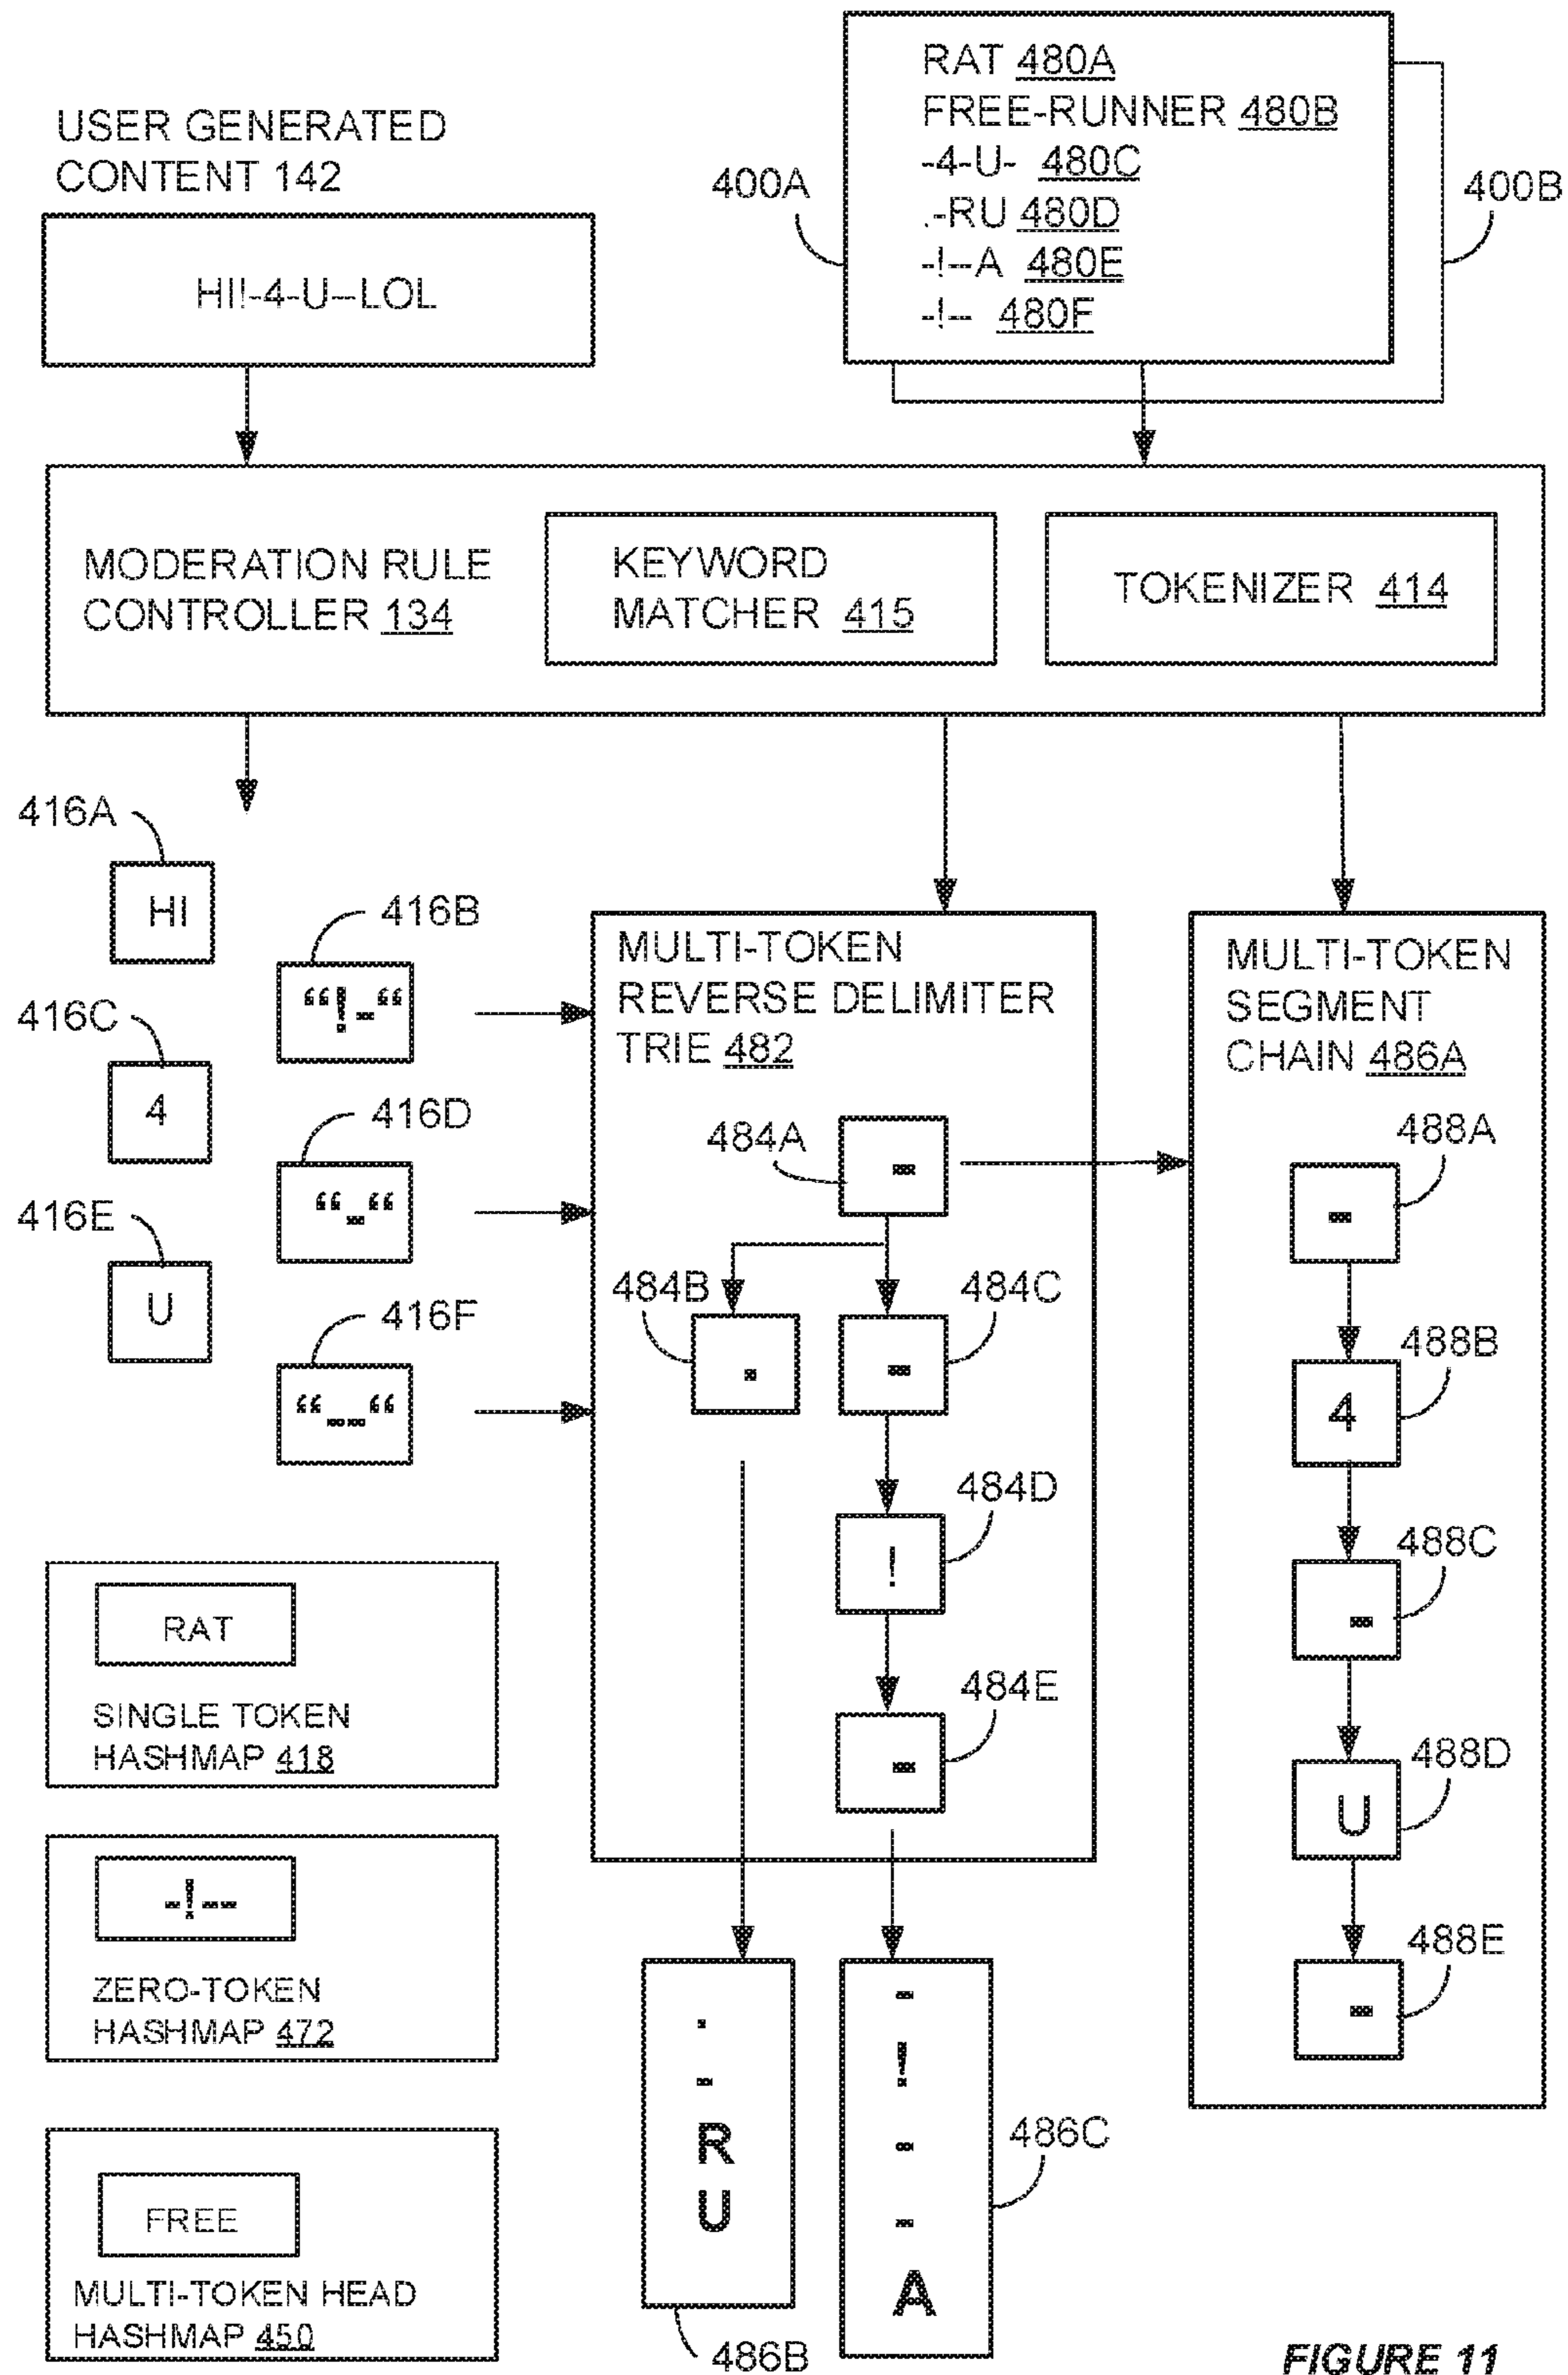 RAT 480A
FREE-RUNNER 480B
-4-U- 480C
.-RU 480D
-!--A 480E
-!-- 480F
400A
400B
USER GENERATED
CONTENT 142
HI!-4-U--LOL
MODERATION RULE
CONTROLLER 134
KEYWORD
MATCHER 415
TOKENIZER 414
416A
HI
416B
“!-“
416C
4
416D
“-“
416E
U
416F
“--“
MULTI-TOKEN
REVERSE DELIMITER
TRIE 482
484A
-
484B
.
484C
-
484D
!
484E
-
MULTI-TOKEN
SEGMENT
CHAIN 486A
488A
-
488B
4
488C
-
488D
U
488E
-
RAT
SINGLE TOKEN
HASHMAP 418
-!--
ZERO-TOKEN
HASHMAP 472
FREE
MULTI-TOKEN HEAD
HASHMAP 450
.
-
R
U
486B
-
!
-
-
A
486C
FIGURE 11